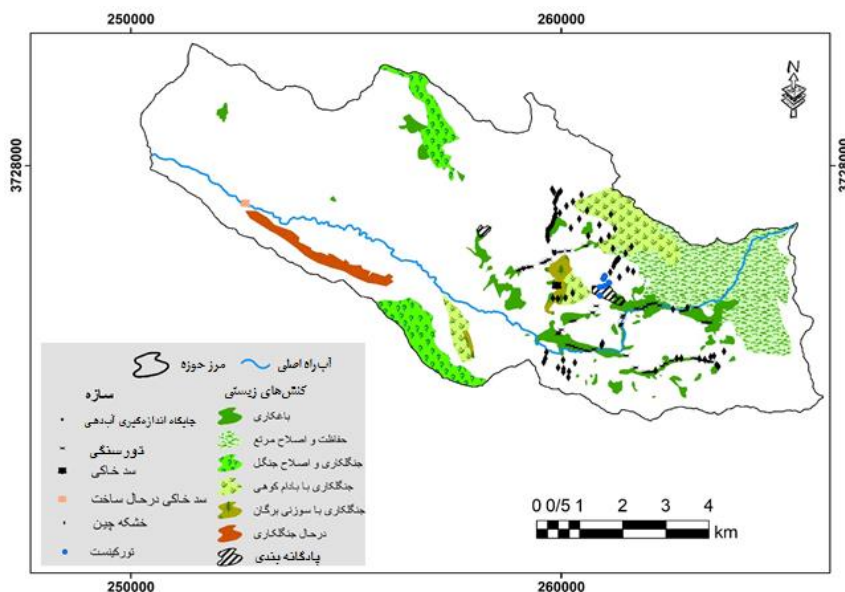 250000
260000
3728000
3728000
N
مرز حوزه
آب‌راه اصلی
سازه
جایگاه اندازه‌گیری آب‌دهی
تورسنگی
سد خاکی
سد خاکی درحال ساخت
خشکه چین
تورکینست
کنش‌های زیستی
باغکاری
حفاظت و اصلاح مرتع
جنگلکاری و اصلاح جنگل
جنگلکاری با بادام کوهی
جنگلکاری با سوزنی برگان
درحال جنگلکاری
پادگانه بندی
0 0/5 1 2 3 4
km
250000
260000